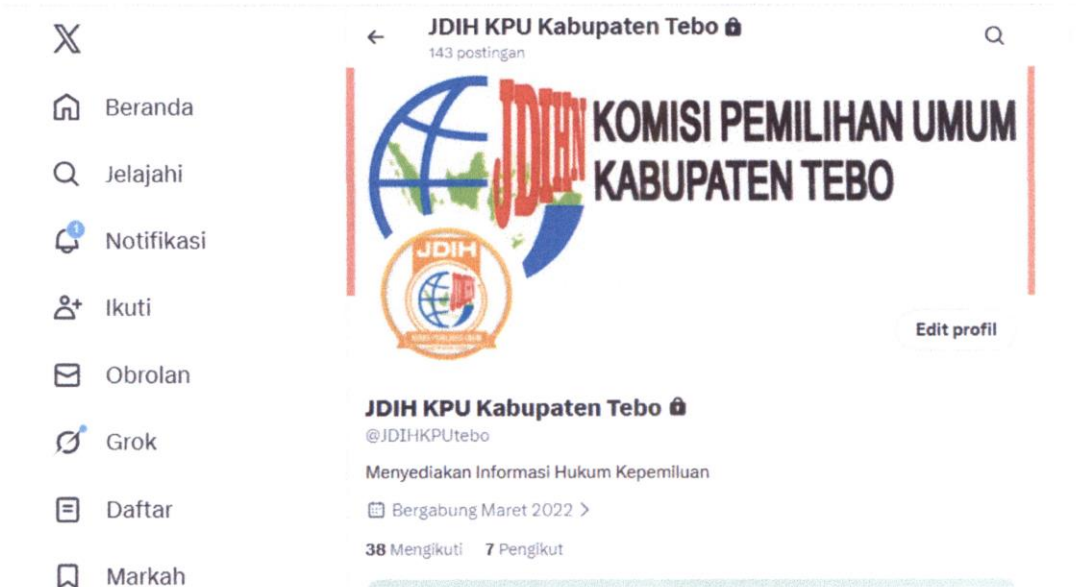 X
Beranda
Jelajahi
1
Notifikasi
Ikuti
Obrolan
Grok
Daftar
Markah
JDIH KPU Kabupaten Tebo
143 postingan
JDIHN
KOMISI PEMILIHAN UMUM
KABUPATEN TEBO
JDIH
Edit profil
JDIH KPU Kabupaten Tebo
@JDIHKPUtebo
Menyediakan Informasi Hukum Kepemiluan
Bergabung Maret 2022 >
38 Mengikuti 7 Pengikut